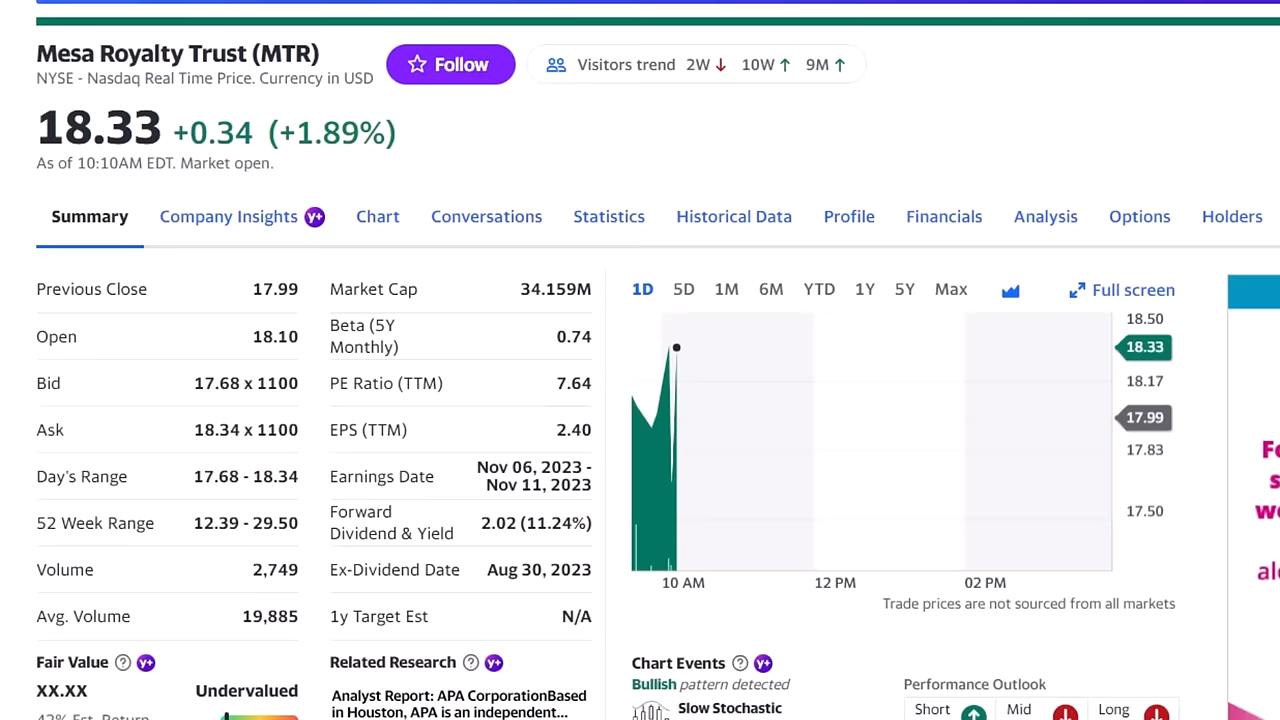 Mesa Royalty Trust (MTR)
NYSE - Nasdaq Real Time Price. Currency in USD
Follow
Visitors trend 2W ↓ 10W ↑ 9M ↑
18.33 +0.34 (+1.89%)
As of 10:10AM EDT. Market open.
Summary Company Insights y+ Chart Conversations Statistics Historical Data Profile Financials Analysis Options Holders
Previous Close 17.99
Open 18.10
Bid 17.68 x 1100
Ask 18.34 x 1100
Day's Range 17.68 - 18.34
52 Week Range 12.39 - 29.50
Volume 2,749
Avg. Volume 19,885
Market Cap 34.159M
Beta (5Y
Monthly) 0.74
PE Ratio (TTM) 7.64
EPS (TTM) 2.40
Earnings Date Nov 06, 2023 -
Nov 11, 2023
Forward
Dividend & Yield 2.02 (11.24%)
Ex-Dividend Date Aug 30, 2023
1y Target Est N/A
1D 5D 1M 6M YTD 1Y 5Y Max Full screen
18.50
18.33
18.17
17.99
17.83
17.50
10 AM 12 PM 02 PM
Trade prices are not sourced from all markets
Fair Value ? y+
XX.XX Undervalued
42% Est. Return
Related Research ? y+
Analyst Report: APA CorporationBased
in Houston, APA is an independent...
Chart Events ? y+
Bullish pattern detected
Slow Stochastic
Performance Outlook
Short Mid Long